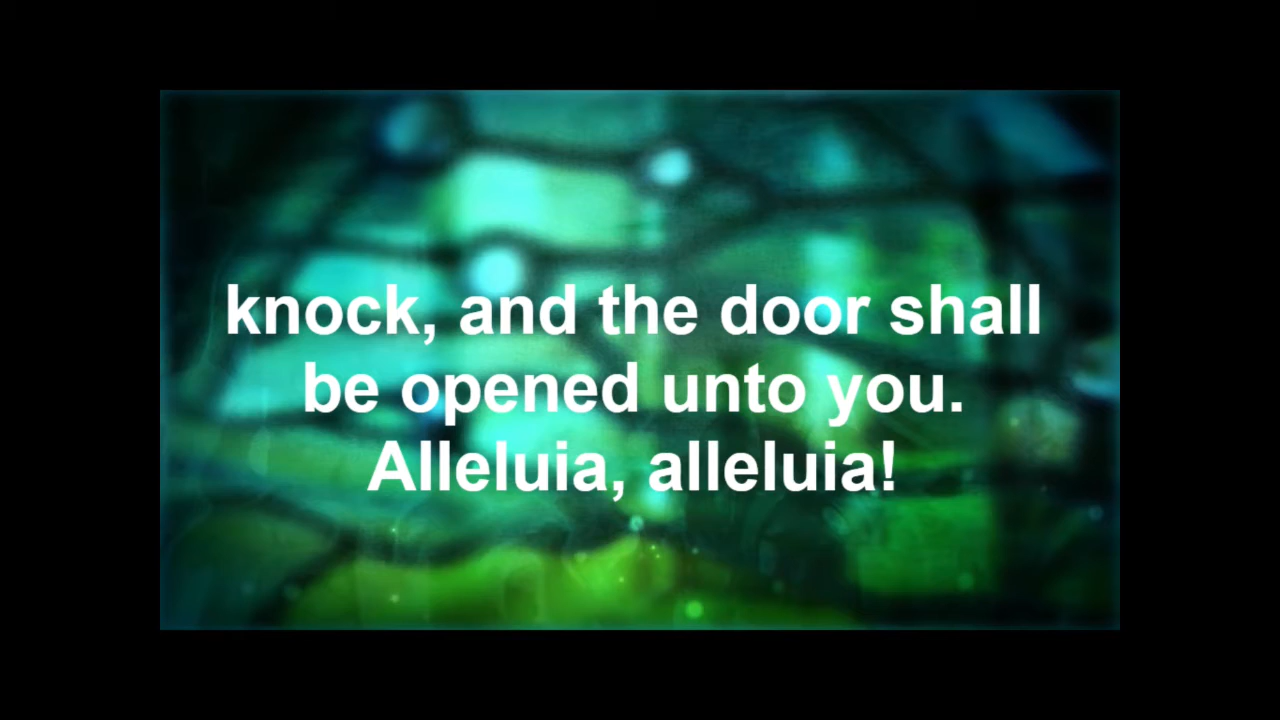 knock, and the door shall
be opened unto you.
Alleluia, alleluia!